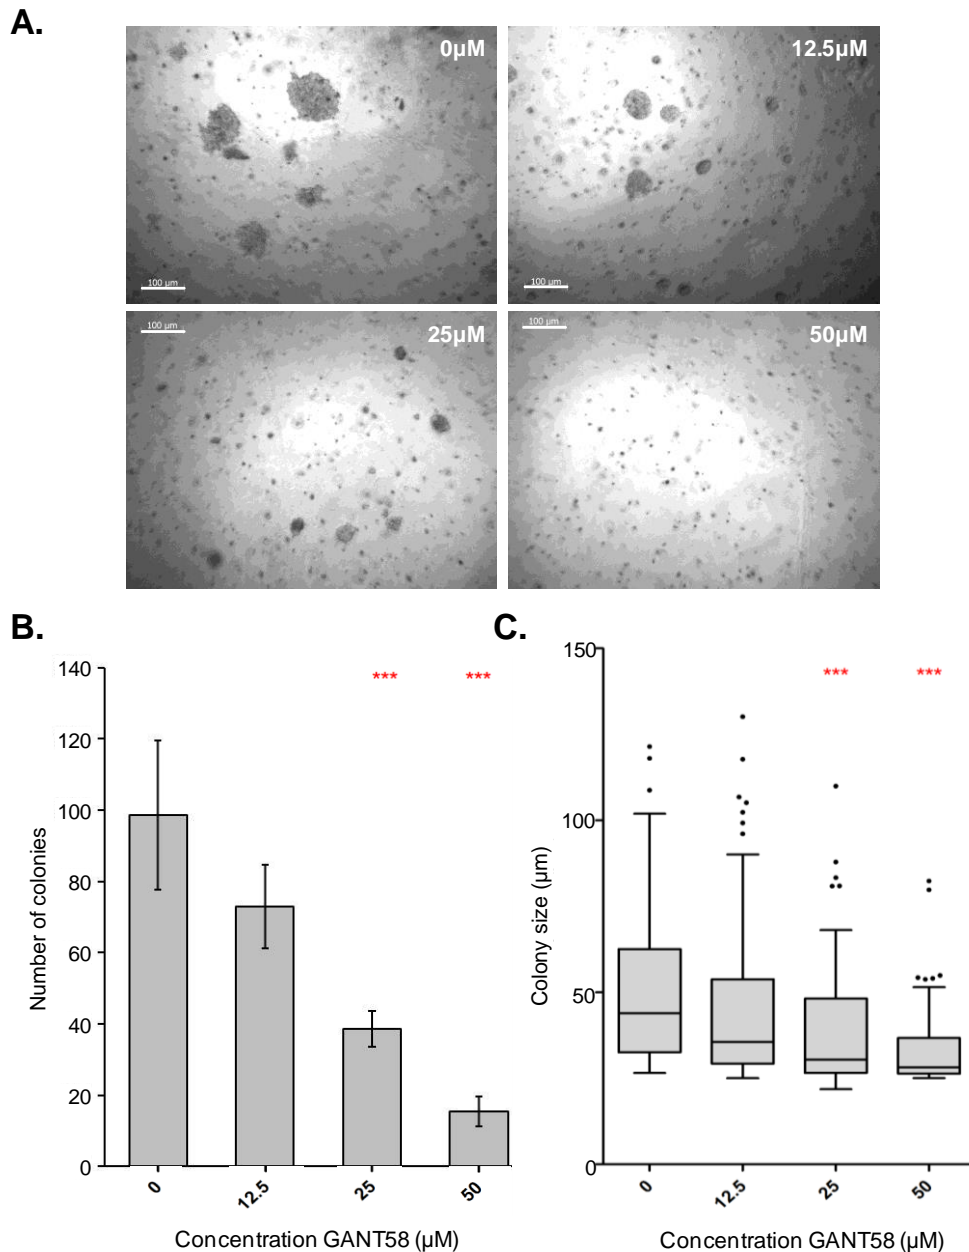 A.
0µM
12.5µM
100 µm
100 µm
100 µm
25µM
100 µm
50µM
B.
Number of colonies
140
120
100
80
60
40
20
0
***
***
0
12.5
25
50
Concentration GANT58 (µM)
C.
Colony size (µm)
150
100
50
0
***
***
0
12.5
25
50
Concentration GANT58 (µM)